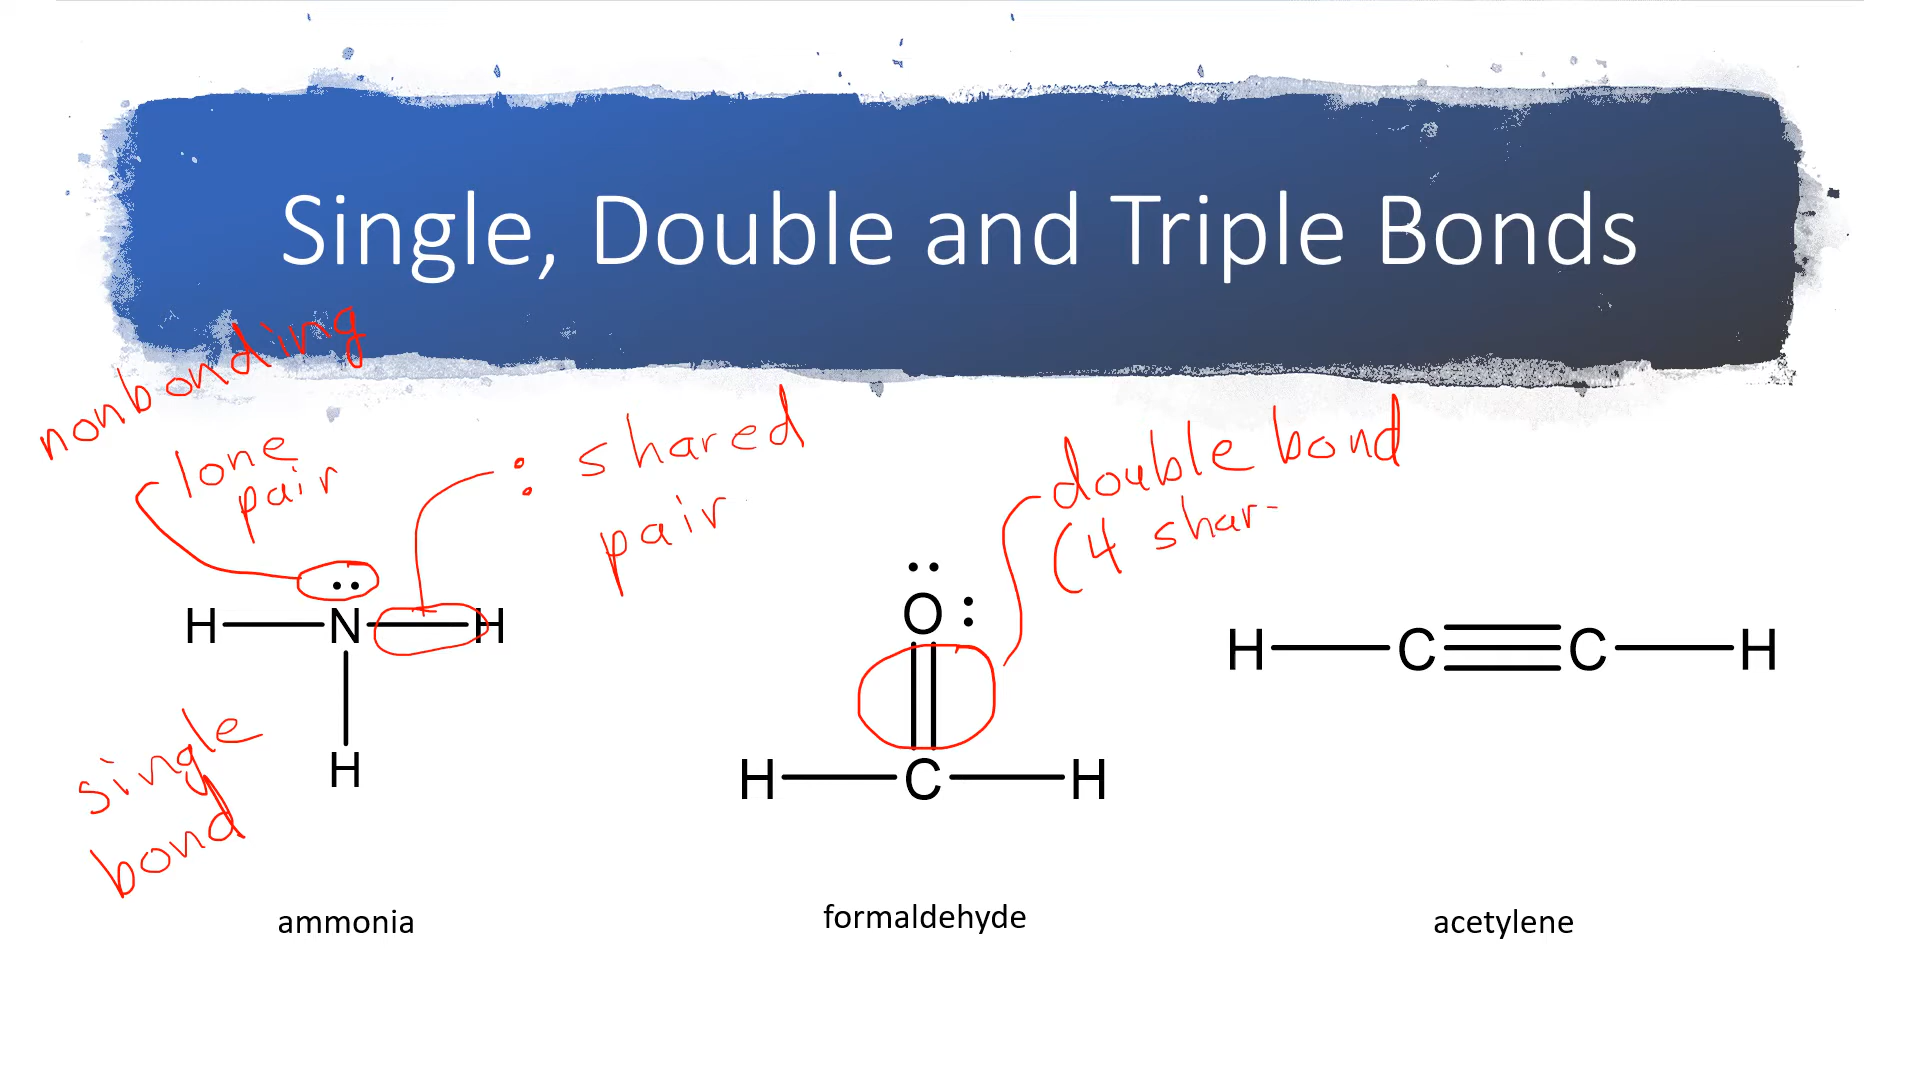 Single, Double and Triple Bonds
nonbonding
lone
pair
: shared
pair
double bond
(4 shar-
H N H
H
single
bond
O
H C H
H C C H
ammonia
formaldehyde
acetylene